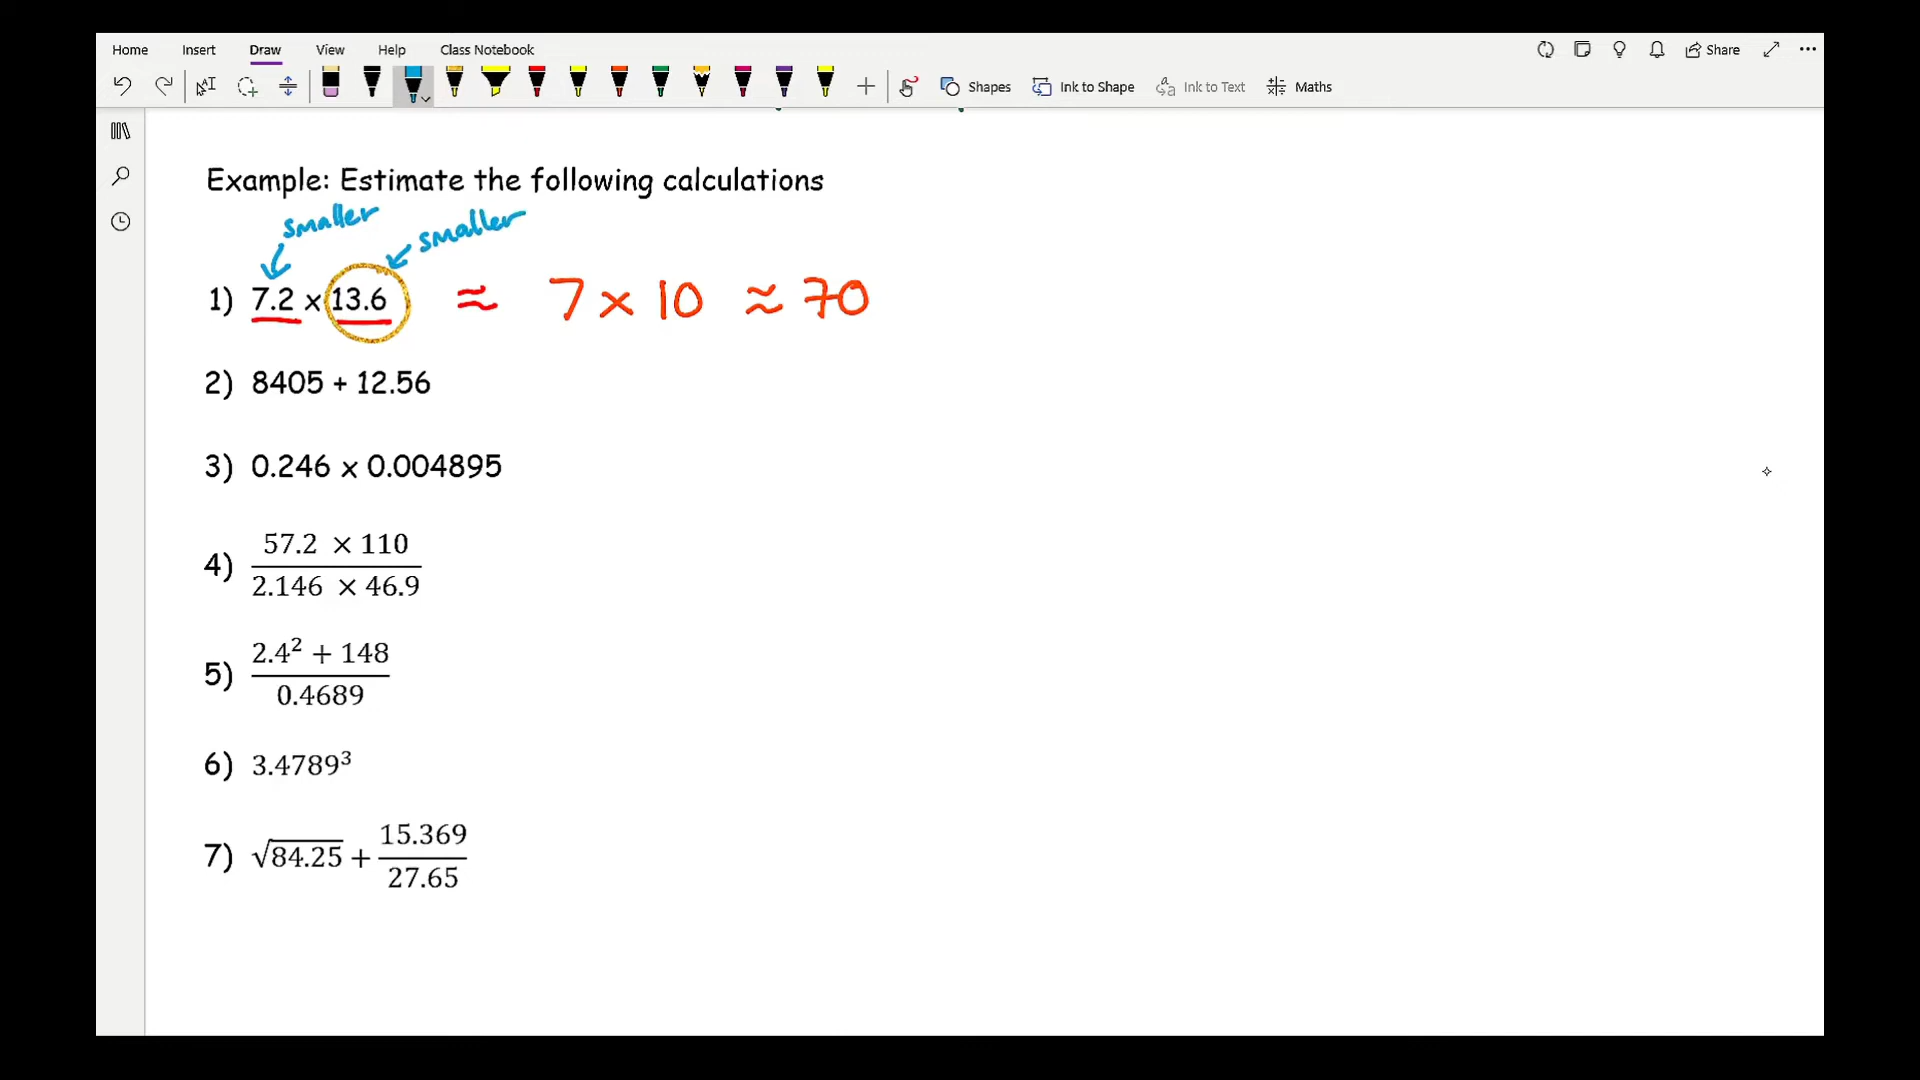 Home Insert Draw View Help Class Notebook Share
Shapes Ink to Shape Ink to Text Maths
Example: Estimate the following calculations
smaller smaller
1) 7.2 x 13.6 ≈ 7 x 10 ≈ 70
2) 8405 + 12.56
3) 0.246 x 0.004895
4) 57.2 × 110
2.146 × 46.9
5) 2.4² + 148
0.4689
6) 3.4789³
7) √84.25 + 15.369
27.65